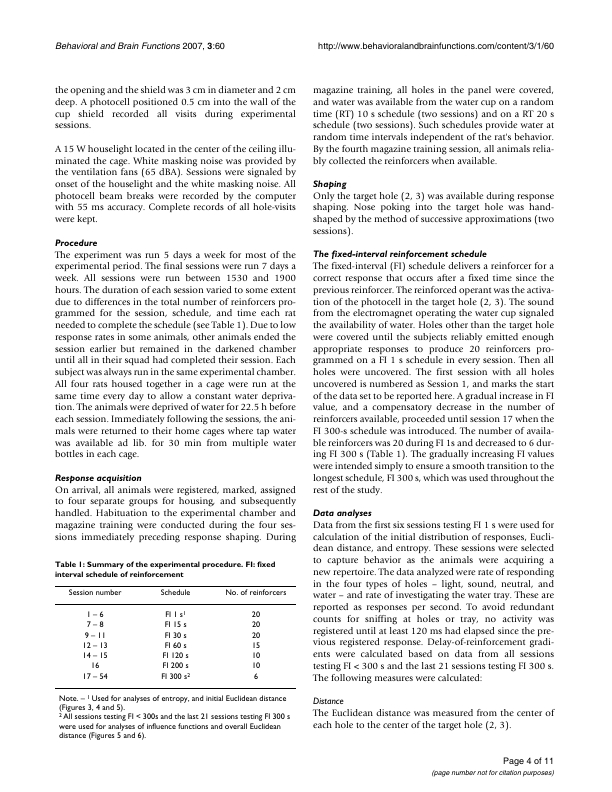 Behavioral and Brain Functions 2007, 3:60
http://www.behavioralandbrainfunctions.com/content/3/1/60
the opening and the shield was 3 cm in diameter and 2 cm
deep. A photocell positioned 0.5 cm into the wall of the
cup shield recorded all visits during experimental
sessions.
A 15 W houselight located in the center of the ceiling illu-
minated the cage. White masking noise was provided by
the ventilation fans (65 dBA). Sessions were signaled by
onset of the houselight and the white masking noise. All
photocell beam breaks were recorded by the computer
with 55 ms accuracy. Complete records of all hole-visits
were kept.
Procedure
The experiment was run 5 days a week for most of the
experimental period. The final sessions were run 7 days a
week. All sessions were run between 1530 and 1900
hours. The duration of each session varied to some extent
due to differences in the total number of reinforcers pro-
grammed for the session, schedule, and time each rat
needed to complete the schedule (see Table 1). Due to low
response rates in some animals, other animals ended the
session earlier but remained in the darkened chamber
until all in their squad had completed their session. Each
subject was always run in the same experimental chamber.
All four rats housed together in a cage were run at the
same time every day to allow a constant water depriva-
tion. The animals were deprived of water for 22.5 h before
each session. Immediately following the sessions, the ani-
mals were returned to their home cages where tap water
was available ad lib. for 30 min from multiple water
bottles in each cage.
Response acquisition
On arrival, all animals were registered, marked, assigned
to four separate groups for housing, and subsequently
handled. Habituation to the experimental chamber and
magazine training were conducted during the four ses-
sions immediately preceding response shaping. During
Table 1: Summary of the experimental procedure. FI: fixed
interval schedule of reinforcement
Session number Schedule No. of reinforcers
1 – 6 FI 1 s1 20
7 – 8 FI 15 s 20
9 – 11 FI 30 s 20
12 – 13 FI 60 s 15
14 – 15 FI 120 s 10
16 FI 200 s 10
17 – 54 FI 300 s2 6
Note. – 1 Used for analyses of entropy, and initial Euclidean distance
(Figures 3, 4 and 5).
2 All sessions testing FI < 300s and the last 21 sessions testing FI 300 s
were used for analyses of influence functions and overall Euclidean
distance (Figures 5 and 6).
magazine training, all holes in the panel were covered,
and water was available from the water cup on a random
time (RT) 10 s schedule (two sessions) and on a RT 20 s
schedule (two sessions). Such schedules provide water at
random time intervals independent of the rat's behavior.
By the fourth magazine training session, all animals relia-
bly collected the reinforcers when available.
Shaping
Only the target hole (2, 3) was available during response
shaping. Nose poking into the target hole was hand-
shaped by the method of successive approximations (two
sessions).
The fixed-interval reinforcement schedule
The fixed-interval (FI) schedule delivers a reinforcer for a
correct response that occurs after a fixed time since the
previous reinforcer. The reinforced operant was the activa-
tion of the photocell in the target hole (2, 3). The sound
from the electromagnet operating the water cup signaled
the availability of water. Holes other than the target hole
were covered until the subjects reliably emitted enough
appropriate responses to produce 20 reinforcers pro-
grammed on a FI 1 s schedule in every session. Then all
holes were uncovered. The first session with all holes
uncovered is numbered as Session 1, and marks the start
of the data set to be reported here. A gradual increase in FI
value, and a compensatory decrease in the number of
reinforcers available, proceeded until session 17 when the
FI 300-s schedule was introduced. The number of availa-
ble reinforcers was 20 during FI 1s and decreased to 6 dur-
ing FI 300 s (Table 1). The gradually increasing FI values
were intended simply to ensure a smooth transition to the
longest schedule, FI 300 s, which was used throughout the
rest of the study.
Data analyses
Data from the first six sessions testing FI 1 s were used for
calculation of the initial distribution of responses, Eucli-
dean distance, and entropy. These sessions were selected
to capture behavior as the animals were acquiring a
new repertoire. The data analyzed were rate of responding
in the four types of holes – light, sound, neutral, and
water – and rate of investigating the water tray. These are
reported as responses per second. To avoid redundant
counts for sniffing at holes or tray, no activity was
registered until at least 120 ms had elapsed since the pre-
vious registered response. Delay-of-reinforcement gradi-
ents were calculated based on data from all sessions
testing FI < 300 s and the last 21 sessions testing FI 300 s.
The following measures were calculated:
Distance
The Euclidean distance was measured from the center of
each hole to the center of the target hole (2, 3).
Page 4 of 11
(page number not for citation purposes)